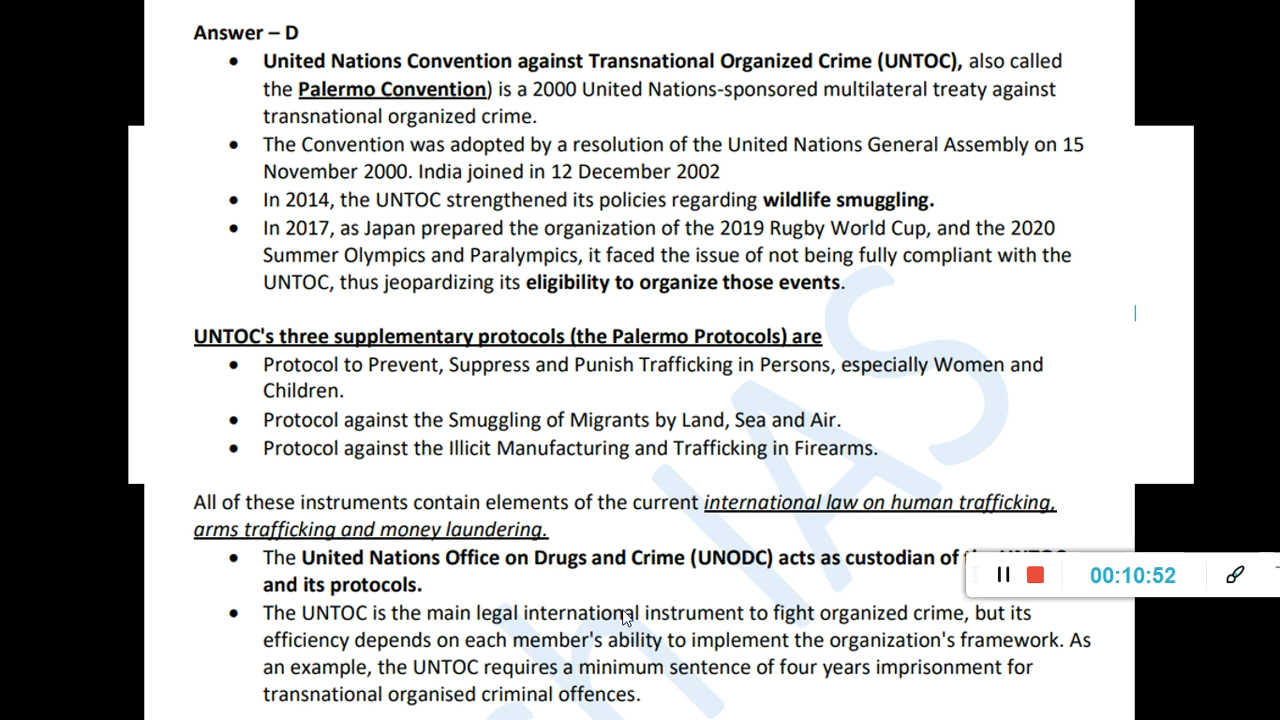 Answer – D
• United Nations Convention against Transnational Organized Crime (UNTOC), also called
the Palermo Convention) is a 2000 United Nations-sponsored multilateral treaty against
transnational organized crime.
• The Convention was adopted by a resolution of the United Nations General Assembly on 15
November 2000. India joined in 12 December 2002
• In 2014, the UNTOC strengthened its policies regarding wildlife smuggling.
• In 2017, as Japan prepared the organization of the 2019 Rugby World Cup, and the 2020
Summer Olympics and Paralympics, it faced the issue of not being fully compliant with the
UNTOC, thus jeopardizing its eligibility to organize those events.
UNTOC's three supplementary protocols (the Palermo Protocols) are
• Protocol to Prevent, Suppress and Punish Trafficking in Persons, especially Women and
Children.
• Protocol against the Smuggling of Migrants by Land, Sea and Air.
• Protocol against the Illicit Manufacturing and Trafficking in Firearms.
All of these instruments contain elements of the current international law on human trafficking,
arms trafficking and money laundering.
• The United Nations Office on Drugs and Crime (UNODC) acts as custodian of
and its protocols.
00:10:52
• The UNTOC is the main legal international instrument to fight organized crime, but its
efficiency depends on each member's ability to implement the organization's framework. As
an example, the UNTOC requires a minimum sentence of four years imprisonment for
transnational organised criminal offences.
IAS